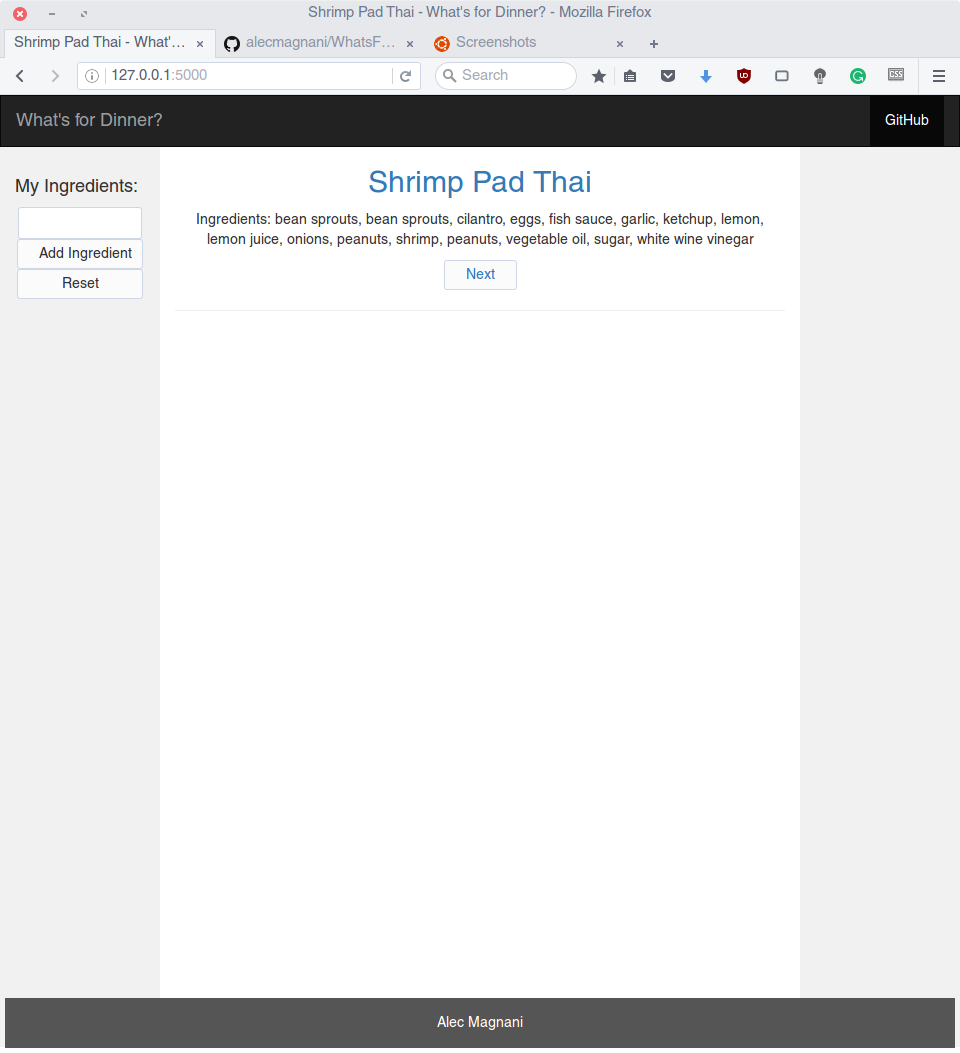 Shrimp Pad Thai - What's for Dinner? - Mozilla Firefox
Shrimp Pad Thai - What'... alecmagnani/WhatsF... Screenshots
127.0.0.1:5000 Search
UO
G
CSS
What's for Dinner? GitHub
My Ingredients:
Add Ingredient
Reset
Shrimp Pad Thai
Ingredients: bean sprouts, bean sprouts, cilantro, eggs, fish sauce, garlic, ketchup, lemon,
lemon juice, onions, peanuts, shrimp, peanuts, vegetable oil, sugar, white wine vinegar
Next
Alec Magnani